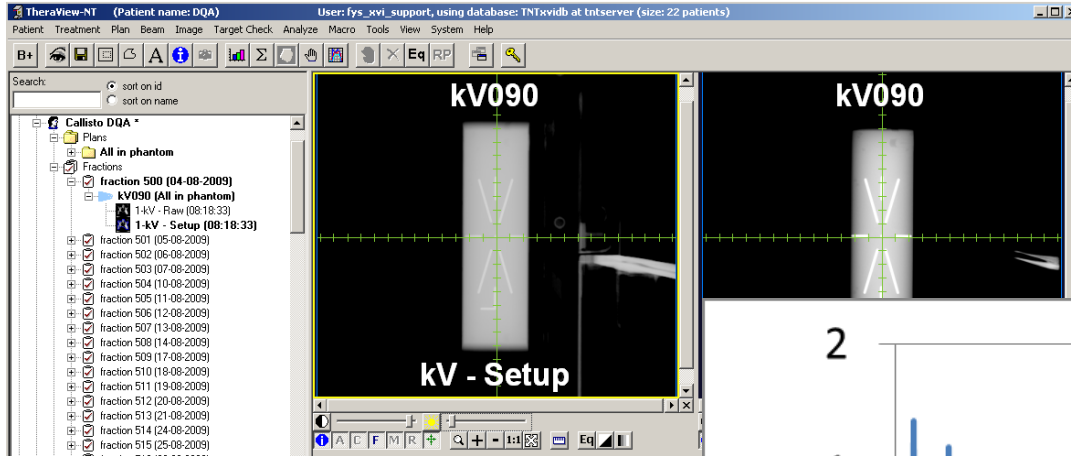 TheraView-NT (Patient name: DQA) User: fys_xvi_support, using database: TNTxvidb at tntserver (size: 22 patients)
Patient Treatment Plan Beam Image Target Check Analyze Macro Tools View System Help
B+ A Σ Eq RP
Search:
sort on id
sort on name
Callisto DQA *
Plans
All in phantom
Fractions
fraction 500 (04-08-2009)
kV090 (All in phantom)
1-kV - Raw (08:18:33)
1-kV - Setup (08:18:33)
fraction 501 (05-08-2009)
fraction 502 (06-08-2009)
fraction 503 (07-08-2009)
fraction 504 (10-08-2009)
fraction 505 (11-08-2009)
fraction 506 (12-08-2009)
fraction 507 (13-08-2009)
fraction 508 (14-08-2009)
fraction 509 (17-08-2009)
fraction 510 (18-08-2009)
fraction 511 (19-08-2009)
fraction 512 (20-08-2009)
fraction 513 (21-08-2009)
fraction 514 (24-08-2009)
fraction 515 (25-08-2009)
kV090
kV - Setup
A C F M R 1:1 Eq
kV090
2